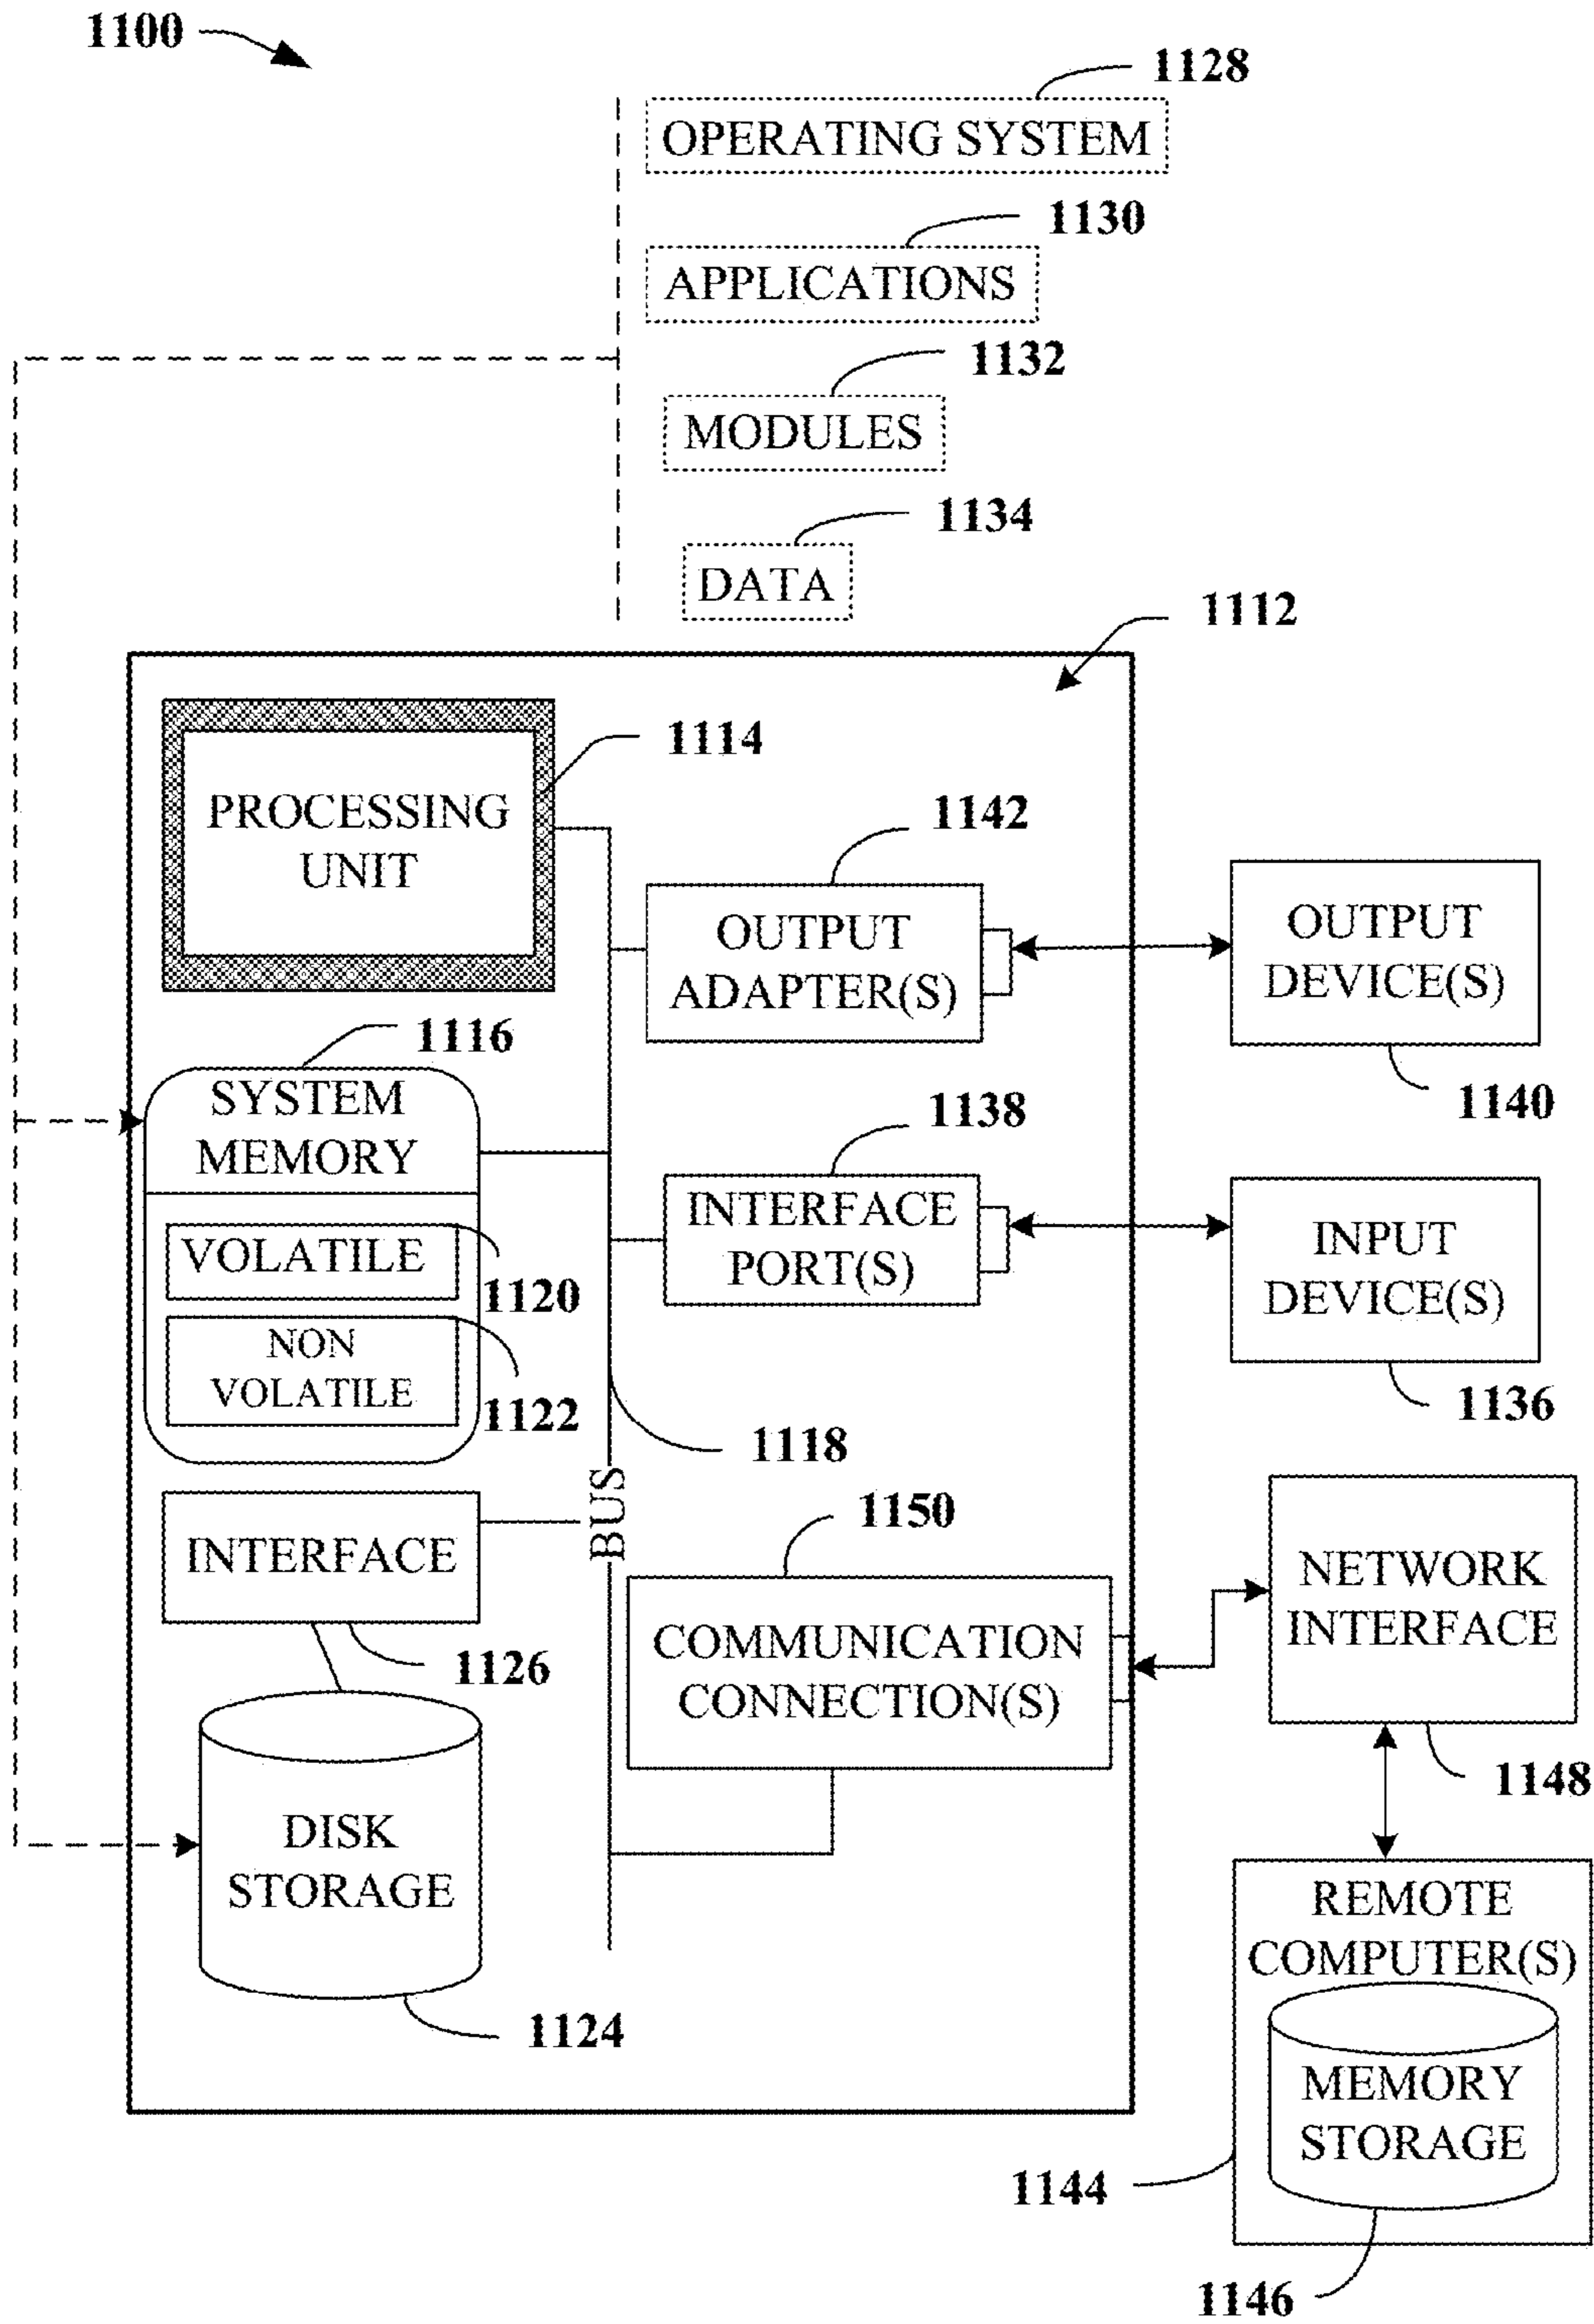 1100
1128
OPERATING SYSTEM
1130
APPLICATIONS
1132
MODULES
1134
DATA
1112
PROCESSING
UNIT
1114
1142
OUTPUT
ADAPTER(S)
OUTPUT
DEVICE(S)
1140
1116
SYSTEM
MEMORY
VOLATILE
1120
NON
VOLATILE
1122
1138
INTERFACE
PORT(S)
INPUT
DEVICE(S)
1136
1118
BUS
INTERFACE
1126
1150
COMMUNICATION
CONNECTION(S)
NETWORK
INTERFACE
1148
DISK
STORAGE
1124
REMOTE
COMPUTER(S)
MEMORY
STORAGE
1144
1146